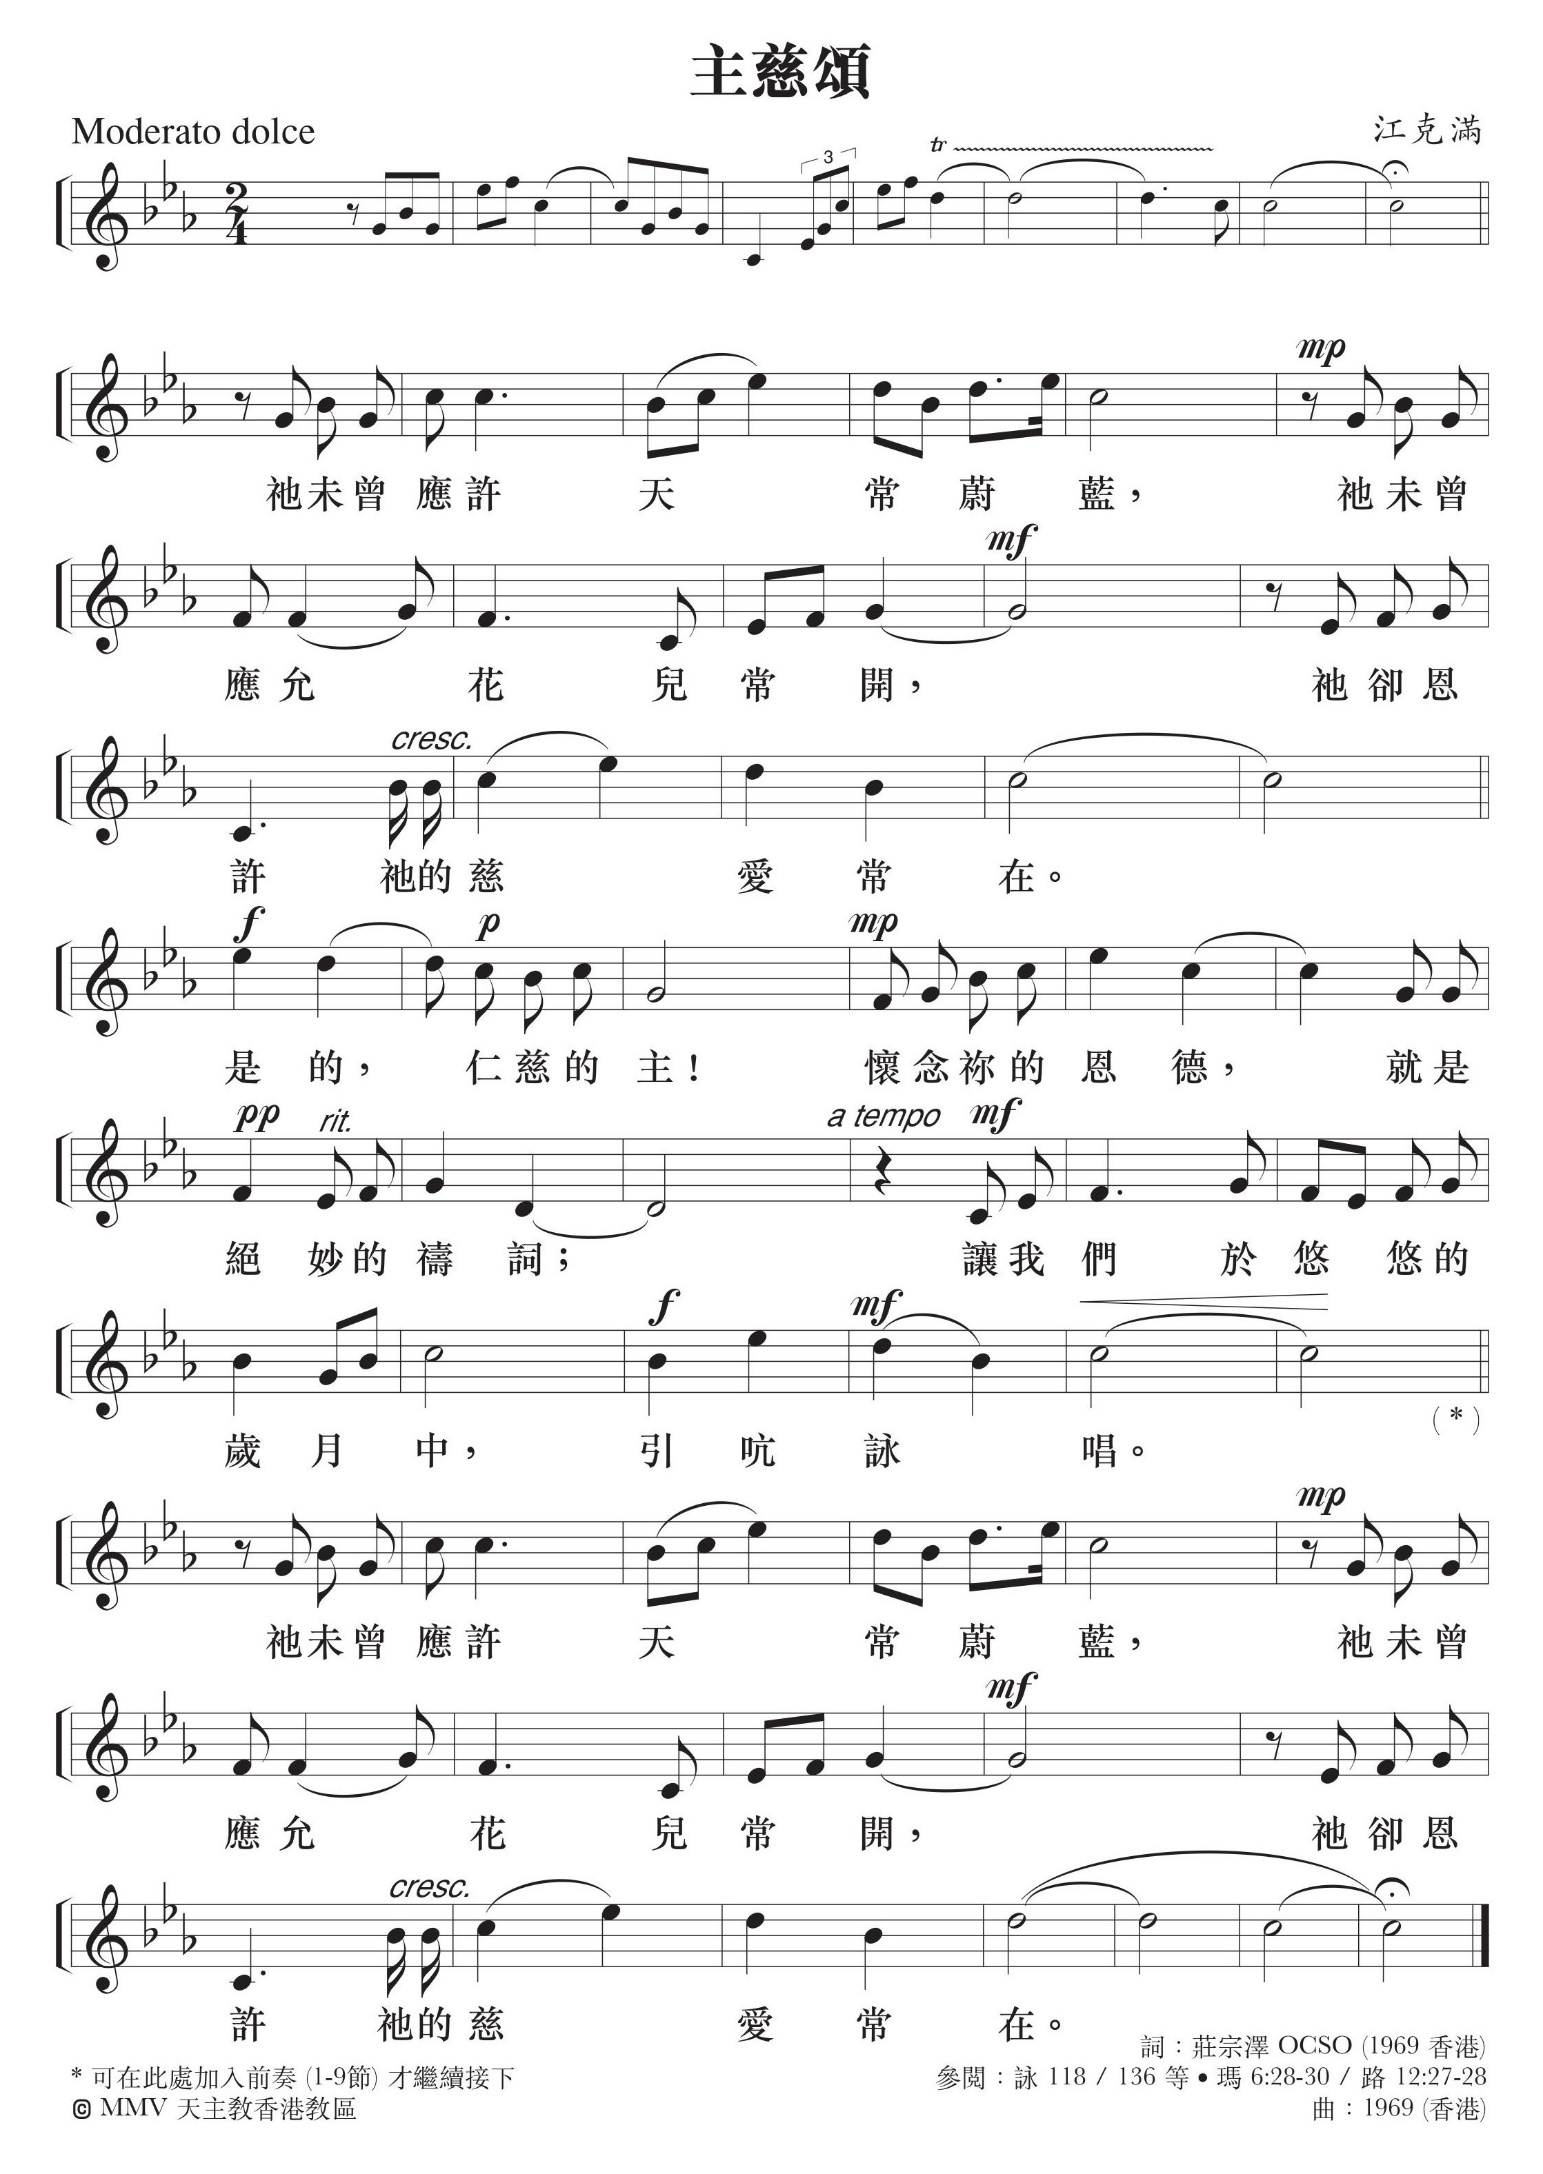 主慈頌
Moderato dolce
江克滿
3
tr
2
4
mp
祂未曾 應許 天 常 蔚 藍， 祂未曾
mf
應允 花 兒 常 開， 祂卻恩
cresc.
許 祂的慈 愛 常 在。
f p mp
是 的， 仁慈的 主！ 懷念祢的 恩 德， 就是
pp rit. a tempo mf
絕 妙的 禱 詞； 讓我 們 於 悠 悠的
f mf
歲 月 中， 引 吭 詠 唱。
( * )
mp
祂未曾 應許 天 常 蔚 藍， 祂未曾
mf
應允 花 兒 常 開， 祂卻恩
cresc.
許 祂的慈 愛 常 在。
詞：莊宗澤 OCSO (1969 香港)
* 可在此處加入前奏 (1-9節) 才繼續接下
參閱：詠 118 / 136 等 • 瑪 6:28-30 / 路 12:27-28
© MMV 天主教香港教區
曲：1969 (香港)